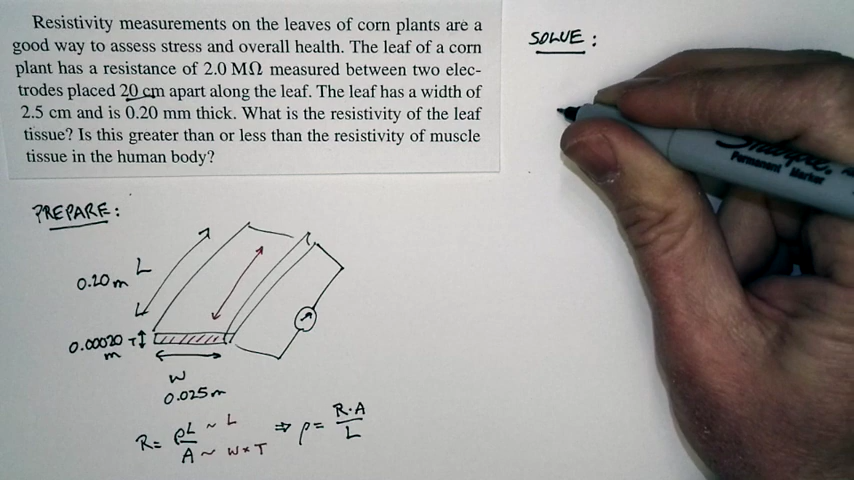 Resistivity measurements on the leaves of corn plants are a
good way to assess stress and overall health. The leaf of a corn
plant has a resistance of 2.0 MΩ measured between two elec-
trodes placed 20 cm apart along the leaf. The leaf has a width of
2.5 cm and is 0.20 mm thick. What is the resistivity of the leaf
tissue? Is this greater than or less than the resistivity of muscle
tissue in the human body?
SOLVE:
Sharpie.
Permanent Marker
PREPARE:
L
0.20m
0.00020 T
m
W
0.025m
R = ρL/A ~ L
~ W × T
⇒ ρ = R·A/L